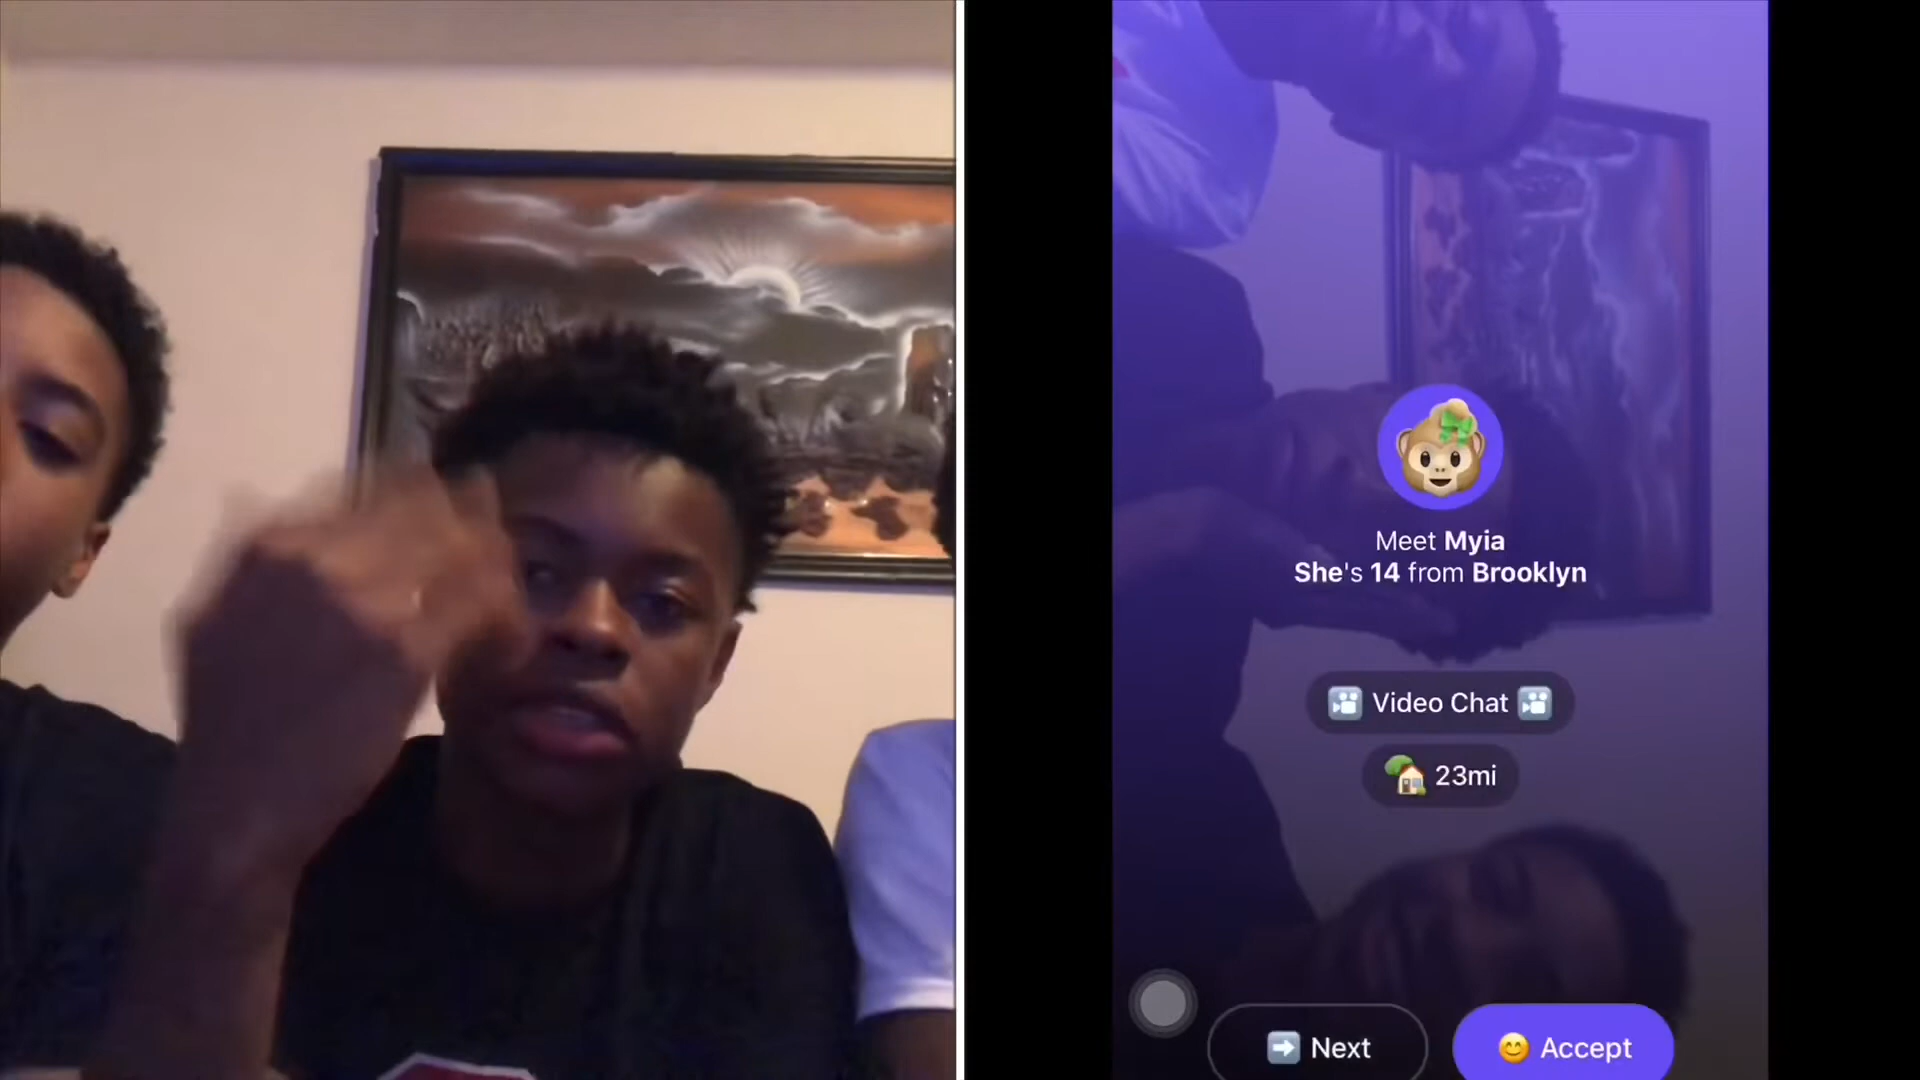 Meet Myia
She's 14 from Brooklyn
Video Chat
23mi
Next
Accept